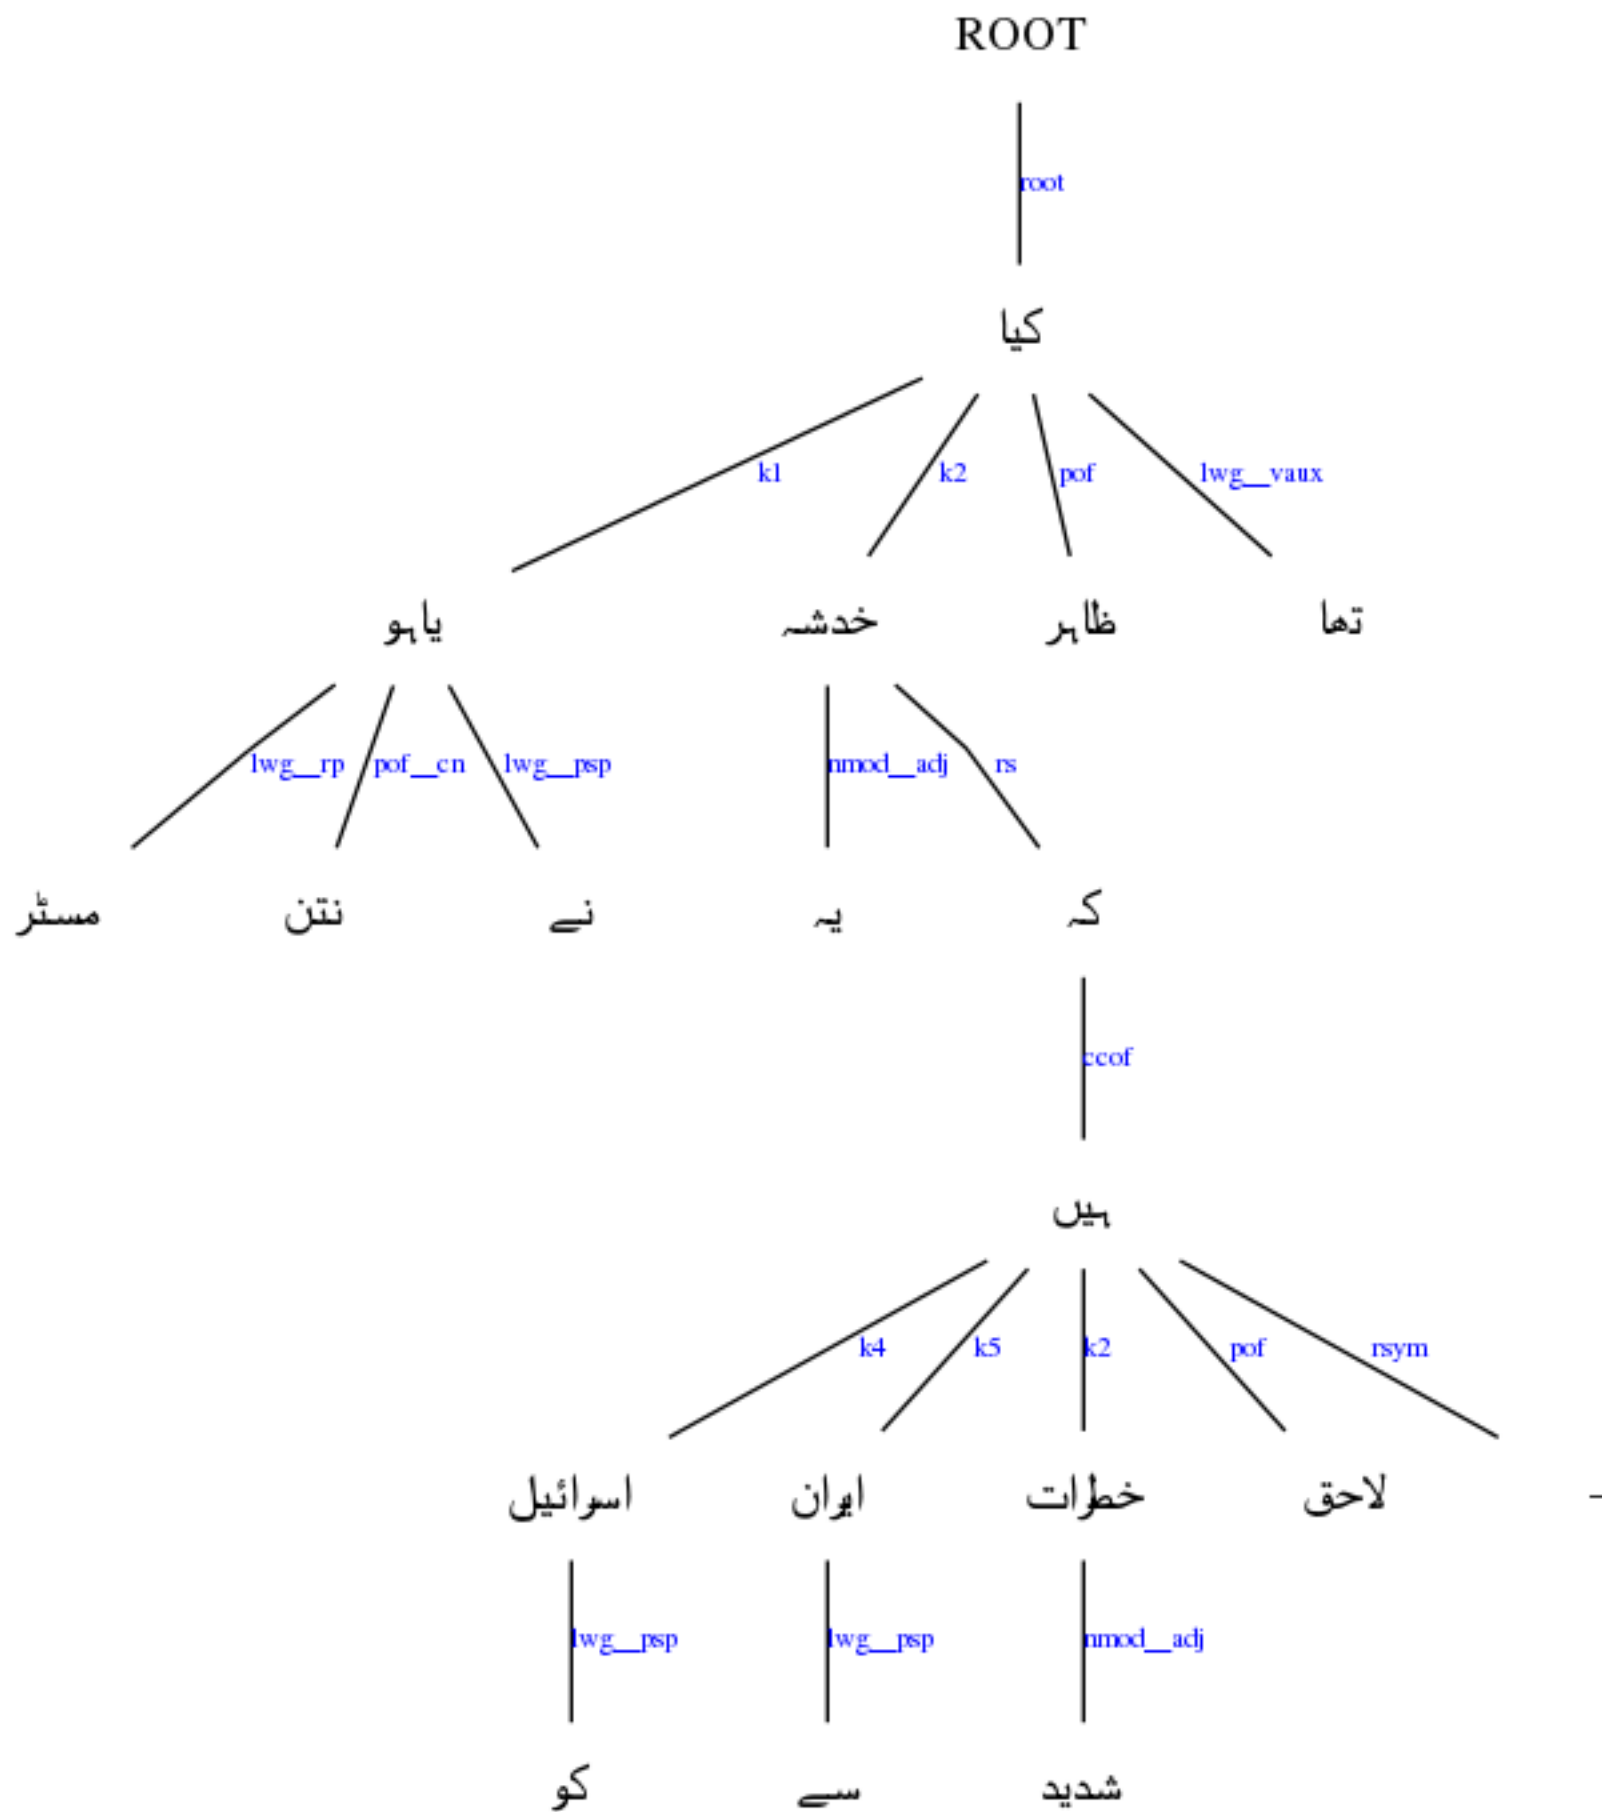 ROOT
root
کیا
k1 k2 pof lwg__vaux
یاہو خدشہ ظاہر تھا
lwg__rp pof__cn lwg__psp nmod__adj rs
مسٹر نتن نے یہ کہ
ccof
ہیں
k4 k5 k2 pof rsym
اسرائیل ایران خطرات لاحق ۔
lwg__psp lwg__psp nmod__adj
کو سے شدید